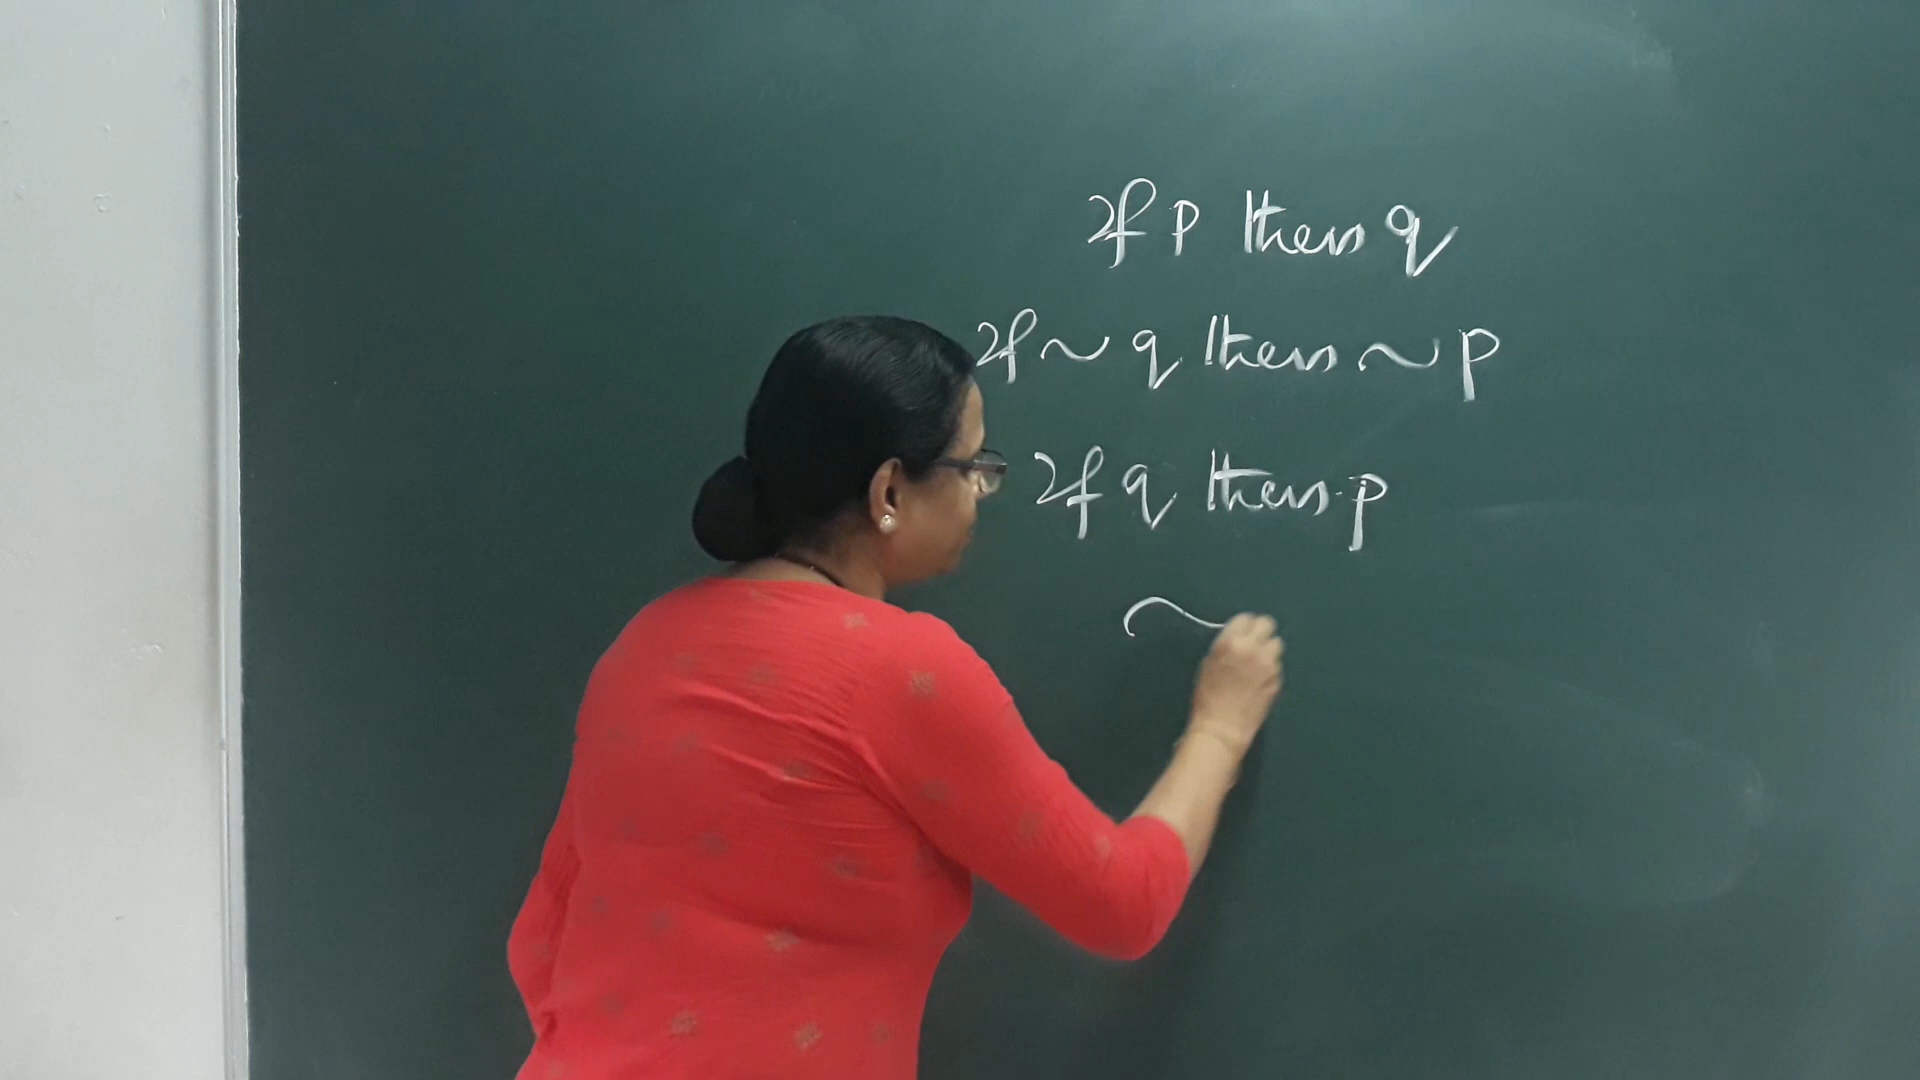 If p then q
If ~ q then ~ p
If q then p
~